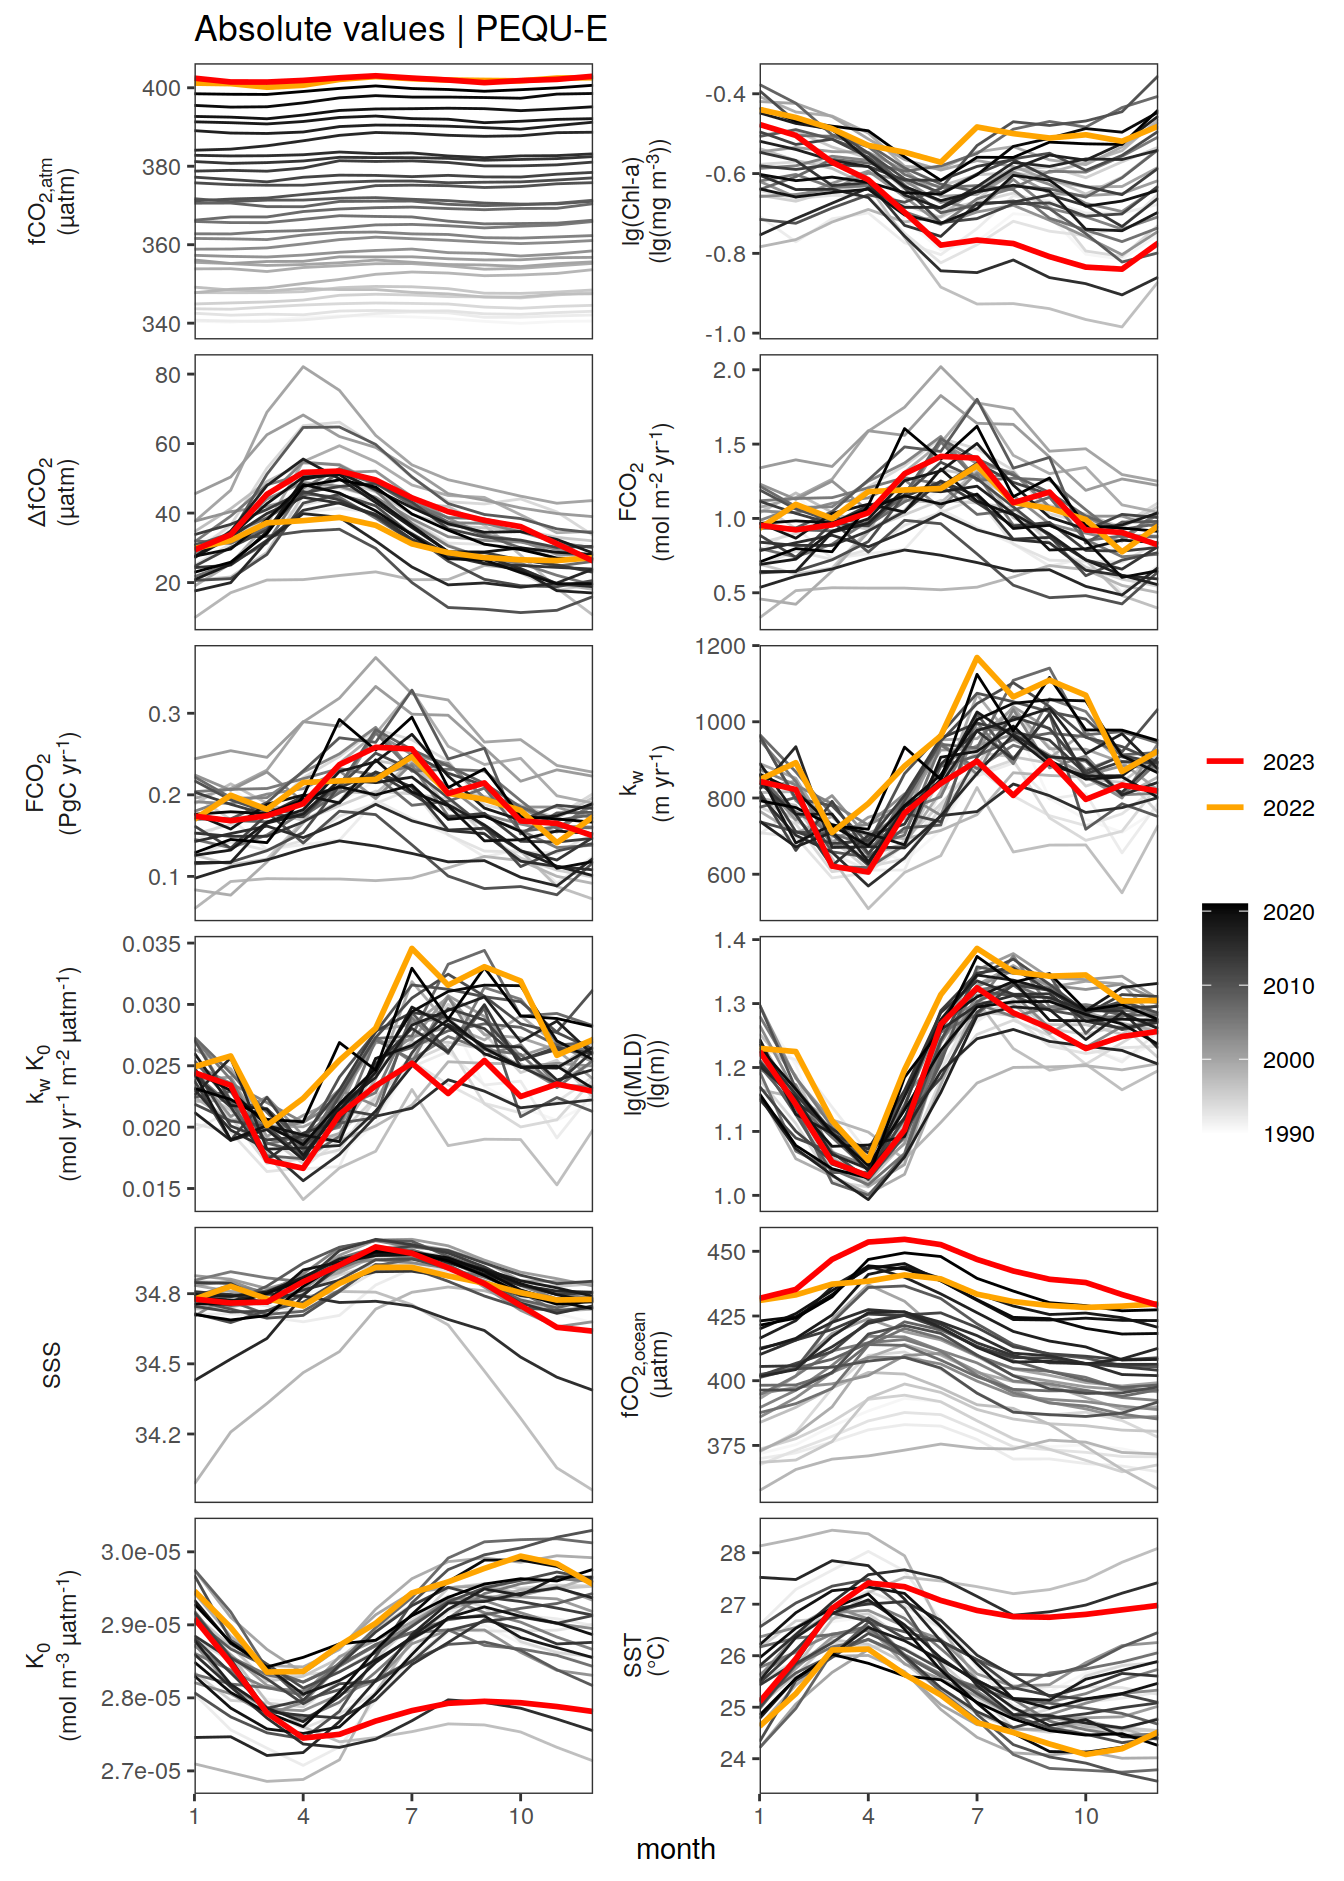 Absolute values | PEQU-E
fCO2,atm
(µatm)
400
380
360
340
lg(Chl-a)
(lg(mg m-3))
-0.4
-0.6
-0.8
-1.0
ΔfCO2
(µatm)
80
60
40
20
FCO2
(mol m-2 yr-1)
2.0
1.5
1.0
0.5
FCO2
(PgC yr-1)
0.3
0.2
0.1
kw
(m yr-1)
1200
1000
800
600
kw K0
(mol yr-1 m-2 µatm-1)
0.035
0.030
0.025
0.020
0.015
lg(MLD)
(lg(m))
1.4
1.3
1.2
1.1
1.0
SSS
34.8
34.5
34.2
fCO2,ocean
(µatm)
450
425
400
375
K0
(mol m-3 µatm-1)
3.0e-05
2.9e-05
2.8e-05
2.7e-05
SST
(°C)
28
27
26
25
24
1 4 7 10
1 4 7 10
month
2023
2022
2020
2010
2000
1990